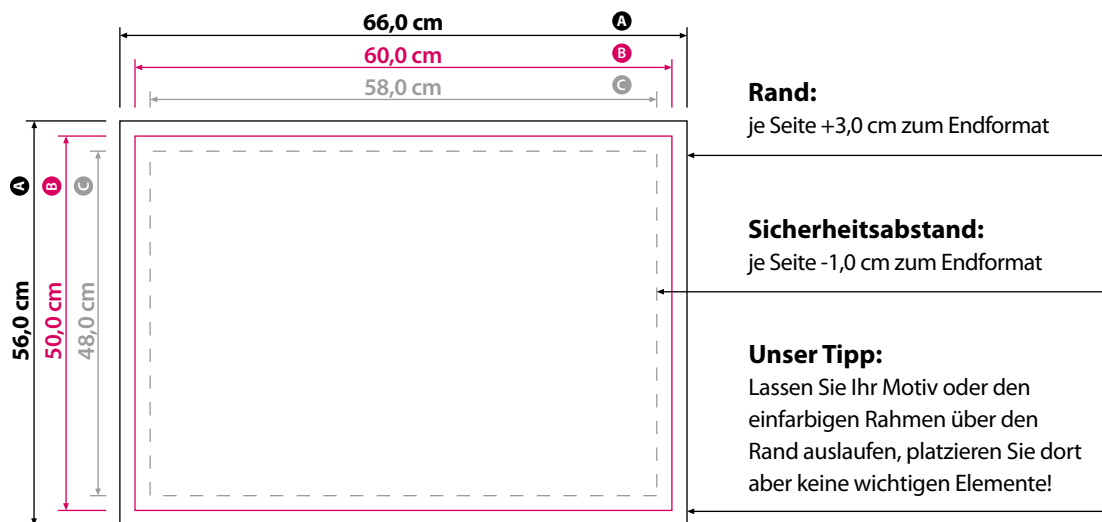 66,0 cm A
60,0 cm B
58,0 cm C
A B C
56,0 cm
50,0 cm
48,0 cm
Rand:
je Seite +3,0 cm zum Endformat
Sicherheitsabstand:
je Seite -1,0 cm zum Endformat
Unser Tipp:
Lassen Sie Ihr Motiv oder den
einfarbigen Rahmen über den
Rand auslaufen, platzieren Sie dort
aber keine wichtigen Elemente!